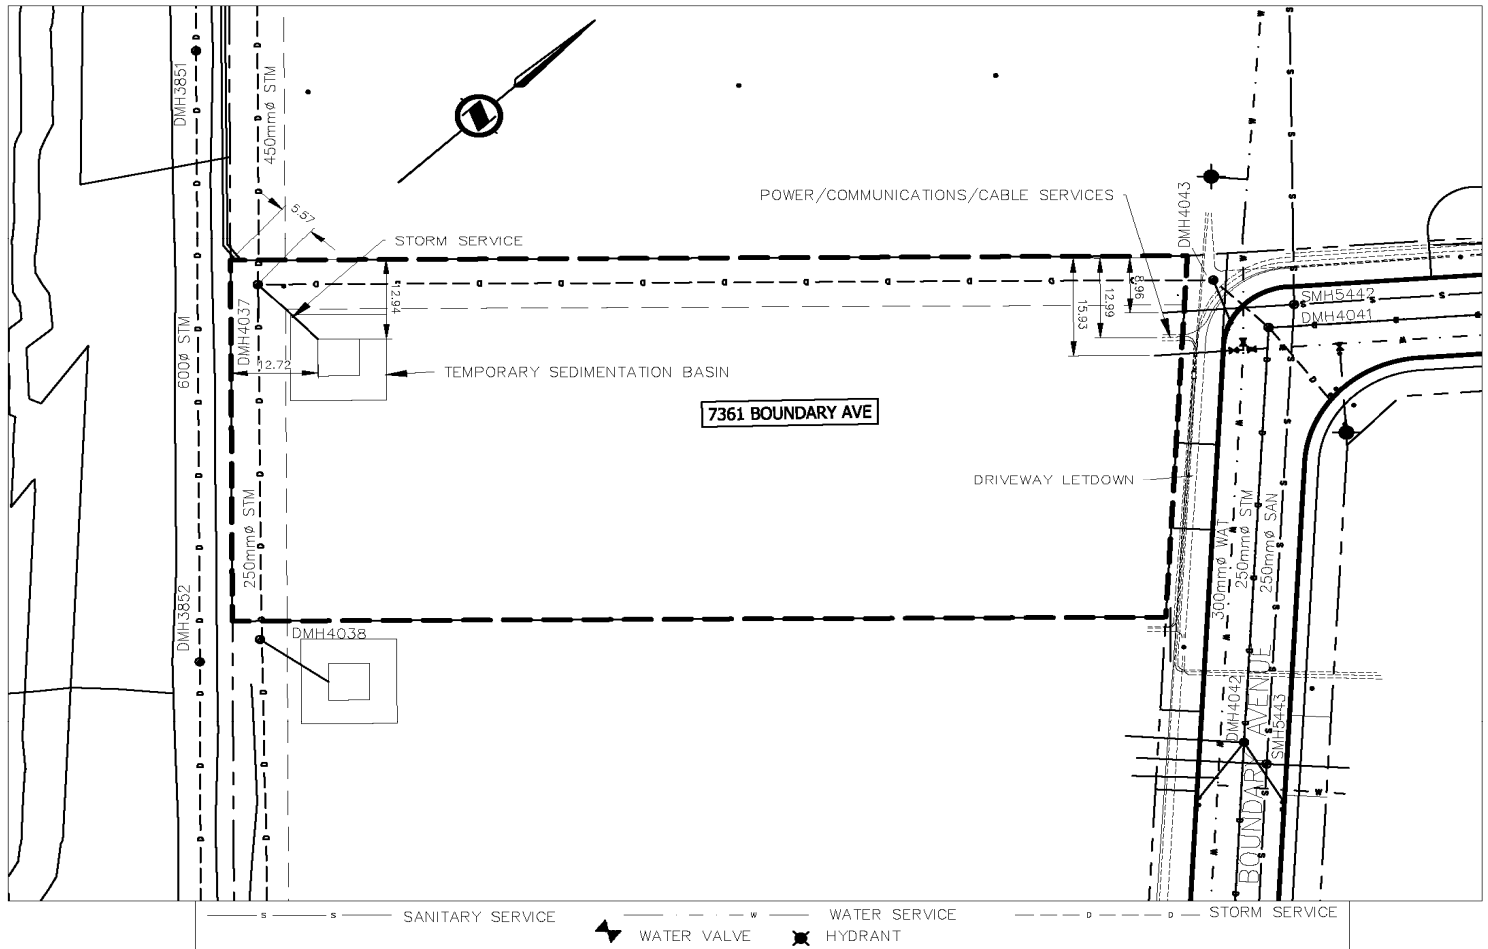 DMH3851
450mmø STM
5.57
STORM SERVICE
POWER/COMMUNICATIONS/CABLE SERVICES
DMH4043
12.94
15.93
12.99
8.96
SMH5442
DMH4041
DMH4037
600ø STM
12.72
TEMPORARY SEDIMENTATION BASIN
7361 BOUNDARY AVE
DRIVEWAY LETDOWN
250mmø STM
300mmø WAT
250mmø STM
250mmø SAN
DMH3852
DMH4038
DMH4042
BOUNDARY AVENUE
SMH5443
S S SANITARY SERVICE
W WATER SERVICE
D D STORM SERVICE
WATER VALVE
HYDRANT